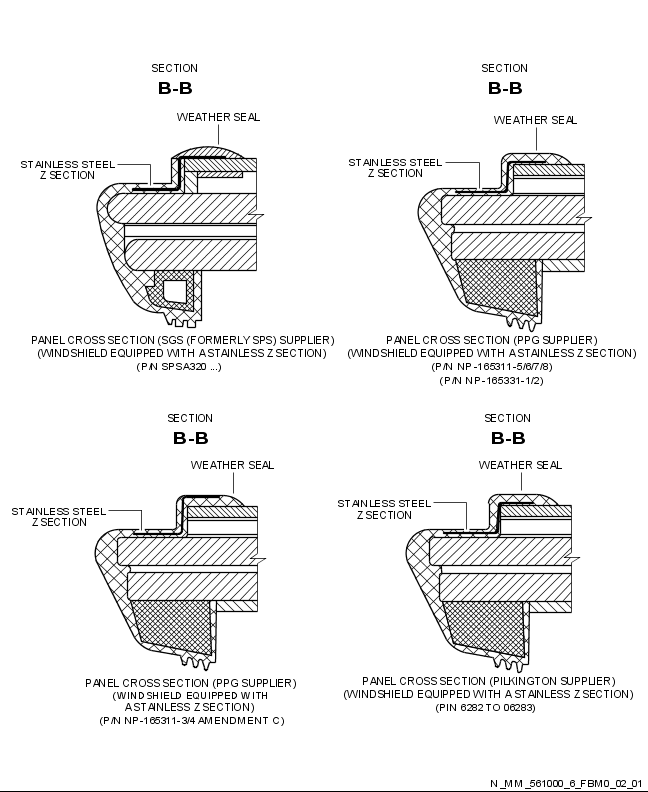 SECTION
B-B
WEATHER SEAL
STAINLESS STEEL
Z SECTION
PANEL CROSS SECTION (SGS (FORMERLY SPS) SUPPLIER)
(WINDSHIELD EQUIPPED WITH A STAINLESS Z SECTION)
(P/N SPSA320 ...)
SECTION
B-B
WEATHER SEAL
STAINLESS STEEL
Z SECTION
PANEL CROSS SECTION (PPG SUPPLIER)
(WINDSHIELD EQUIPPED WITH A STAINLESS Z SECTION)
(P/N NP-165311-5/6/7/8)
(P/N NP-165331-1/2)
SECTION
B-B
WEATHER SEAL
STAINLESS STEEL
Z SECTION
PANEL CROSS SECTION (PPG SUPPLIER)
(WINDSHIELD EQUIPPED WITH
A STAINLESS Z SECTION)
(P/N NP-165311-3/4 AMENDMENT C)
SECTION
B-B
WEATHER SEAL
STAINLESS STEEL
Z SECTION
PANEL CROSS SECTION (PILKINGTON SUPPLIER)
(WINDSHIELD EQUIPPED WITH A STAINLESS Z SECTION)
(PIN 6282 TO 06283)
N_MM_561000_6_FBM0_02_01